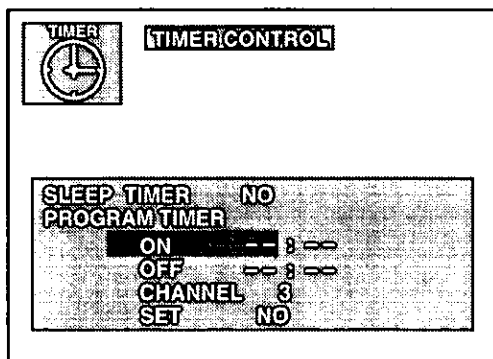 TIMER
TIMER CONTROL
SLEEP TIMER NO
PROGRAM TIMER
ON -- : --
OFF -- : --
CHANNEL 3
SET NO